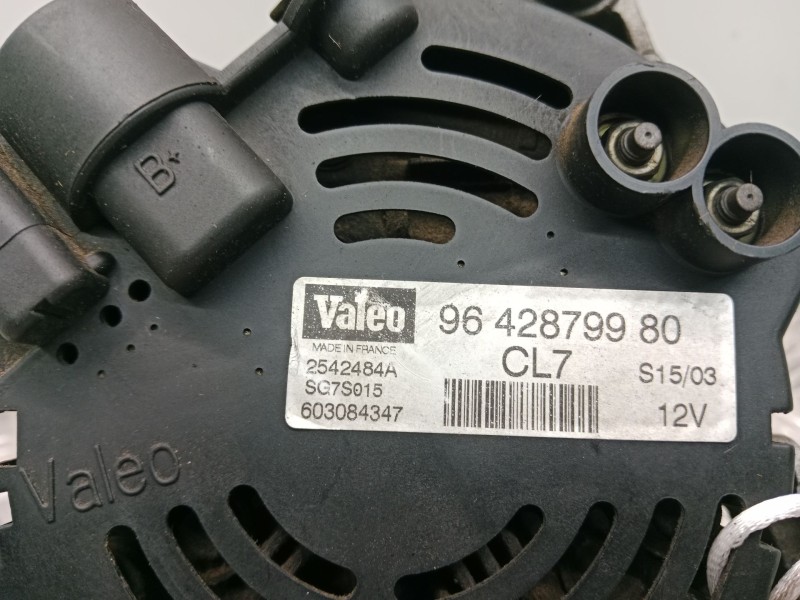 B+
Valeo 96 428799 80
MADE IN FRANCE
CL7 S15/03
2542484A
SG7S015
603084347 12V
Valeo